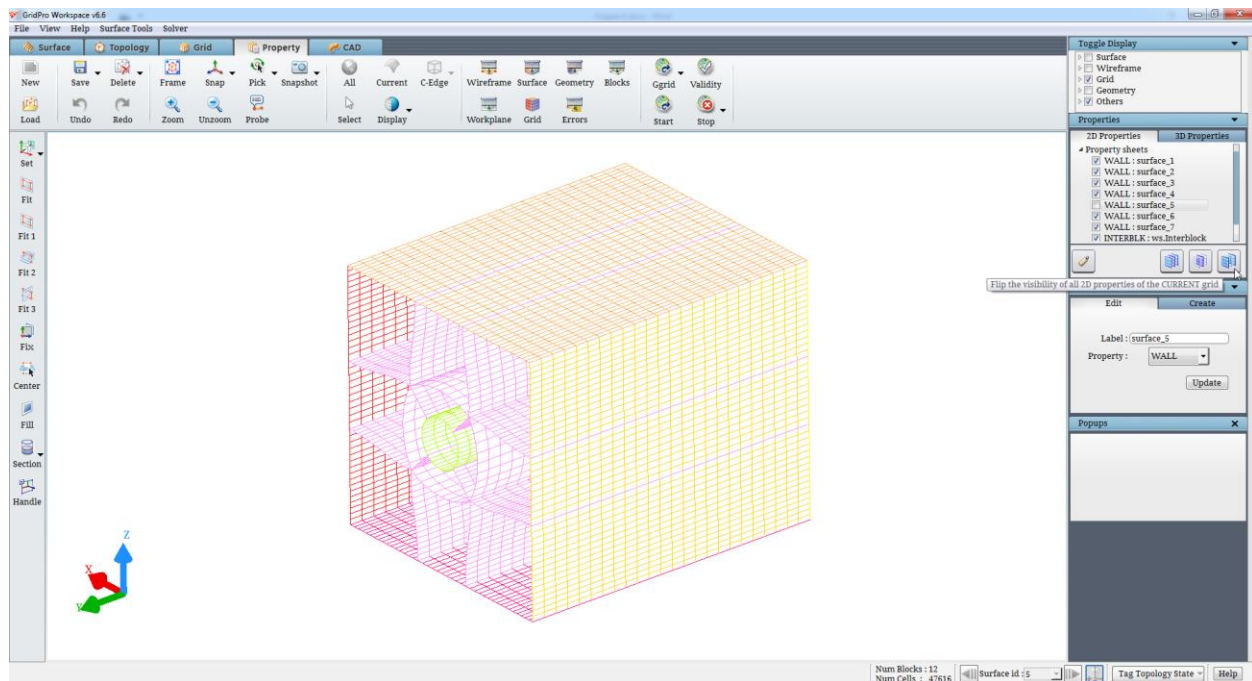 GridPro Workspace v6.6
File View Help Surface Tools Solver
Surface Topology Grid Property CAD
New Save Delete Frame Snap Pick Snapshot All Current C-Edge Wireframe Surface Geometry Blocks Ggrid Validity
Load Undo Redo Zoom Unzoom Probe Select Display Workplane Grid Errors Start Stop
Set
Fit
Fit 1
Fit 2
Fit 3
Fix
Center
Fill
Section
Handle
Z
X
Y
Toggle Display
Surface
Wireframe
Grid
Geometry
Others
Properties
2D Properties 3D Properties
Property sheets
WALL : surface_1
WALL : surface_2
WALL : surface_3
WALL : surface_4
WALL : surface_5
WALL : surface_6
WALL : surface_7
INTERBLK : ws.Interblock
Flip the visibility of all 2D properties of the CURRENT grid
Edit Create
Label : surface_5
Property : WALL
Update
Popups
Num Blocks : 12
Num Cells : 47616
Surface id : 5
Tag Topology State
Help